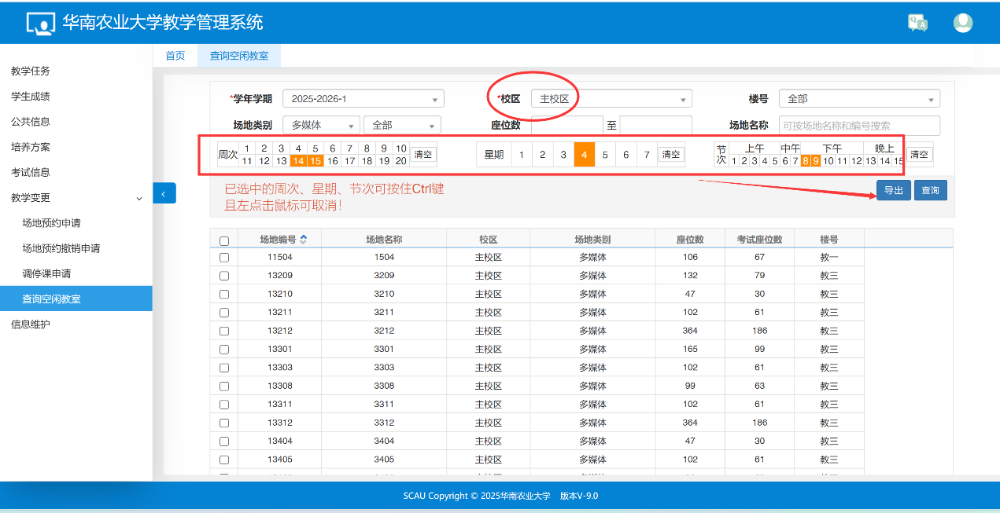 华南农业大学教学管理系统
首页 查询空闲教室
教学任务
学生成绩
公共信息
培养方案
考试信息
教学变更
场地预约申请
场地预约撤销申请
调停课申请
查询空闲教室
信息维护
*学年学期 2025-2026-1 *校区 主校区 楼号 全部
场地类别 多媒体 全部 座位数 至 场地名称 可按场地名称和编号搜索
周次 1 2 3 4 5 6 7 8 9 10
11 12 13 14 15 16 17 18 19 20 清空
星期 1 2 3 4 5 6 7 清空
节次 上午 中午 下午 晚上
1 2 3 4 5 6 7 8 9 10 11 12 13 14 15 清空
已选中的周次、星期、节次可按住Ctrl键
且左点击鼠标可取消！
导出 查询
场地编号 场地名称 校区 场地类别 座位数 考试座位数 楼号
11504 1504 主校区 多媒体 106 67 教一
13209 3209 主校区 多媒体 132 79 教三
13210 3210 主校区 多媒体 47 30 教三
13211 3211 主校区 多媒体 102 61 教三
13212 3212 主校区 多媒体 364 186 教三
13301 3301 主校区 多媒体 165 99 教三
13303 3303 主校区 多媒体 102 61 教三
13308 3308 主校区 多媒体 99 63 教三
13311 3311 主校区 多媒体 102 61 教三
13312 3312 主校区 多媒体 364 186 教三
13404 3404 主校区 多媒体 47 30 教三
13405 3405 主校区 多媒体 102 61 教三
SCAU Copyright © 2025华南农业大学 版本V-9.0